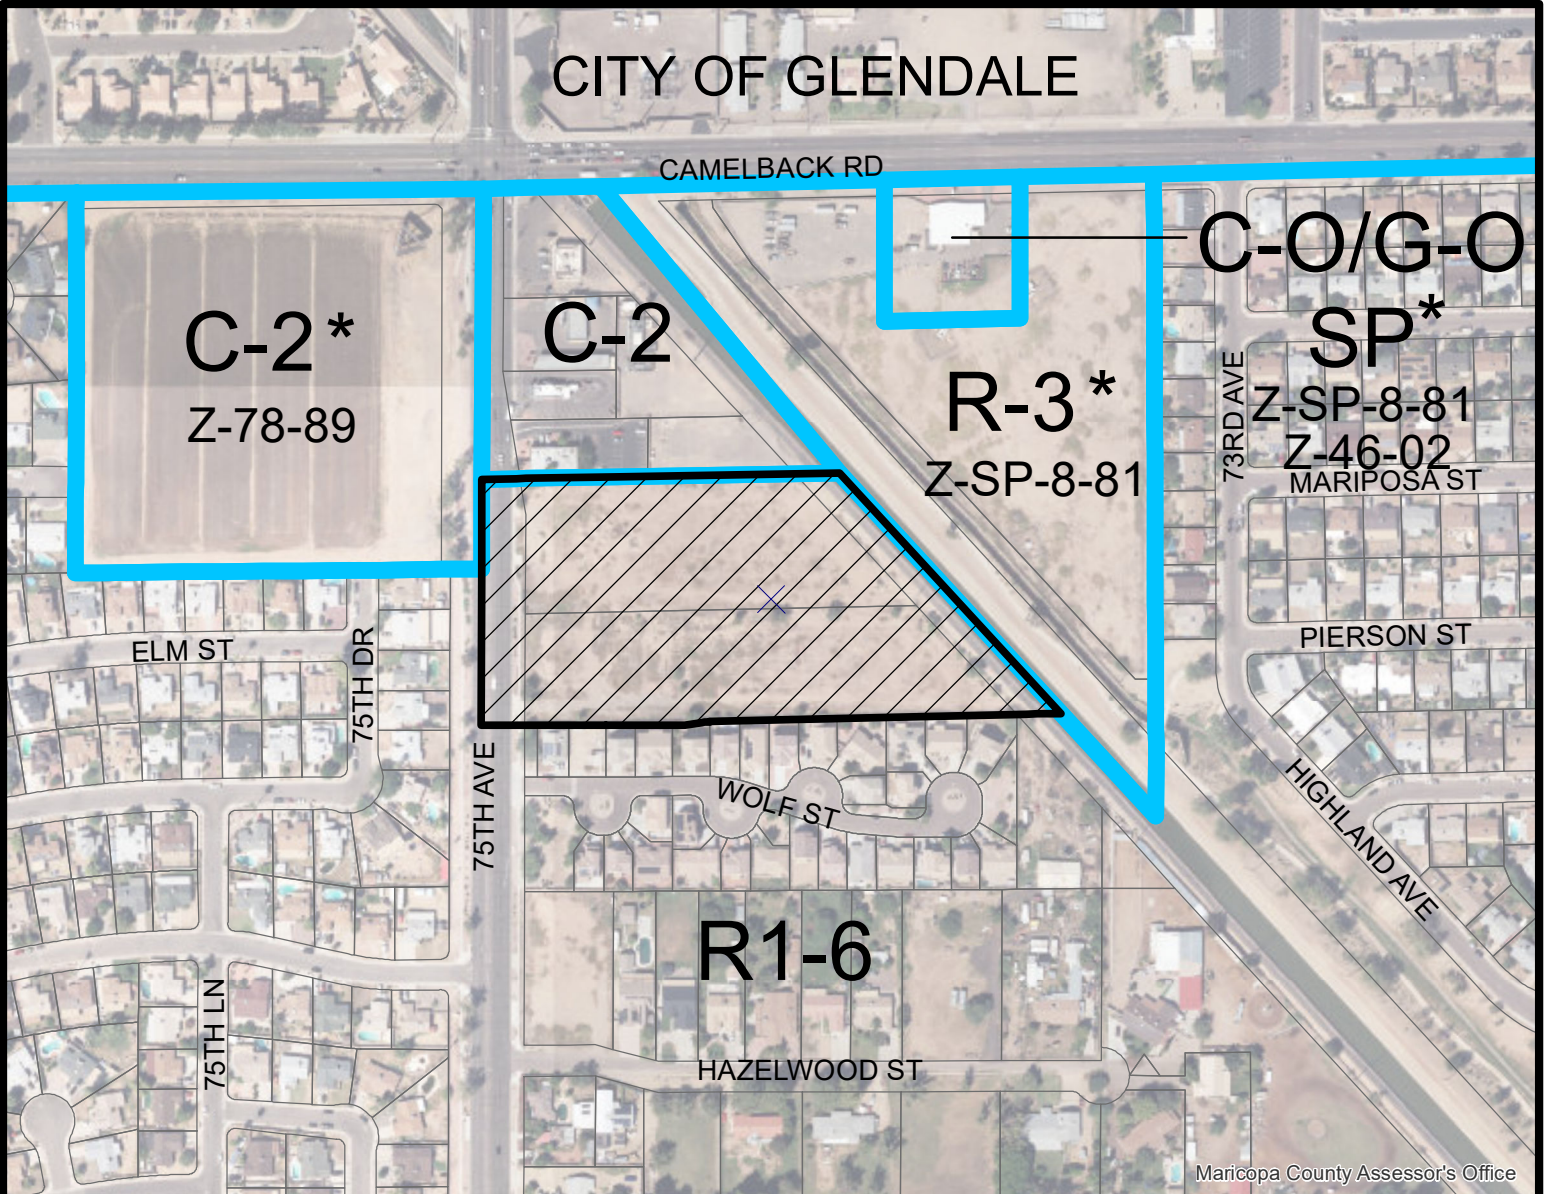 CITY OF GLENDALE
CAMELBACK RD
C-O/G-O
SP*
Z-SP-8-81
Z-46-02
C-2*
Z-78-89
C-2
R-3*
Z-SP-8-81
73RD AVE
MARIPOSA ST
PIERSON ST
ELM ST
75TH DR
75TH AVE
WOLF ST
HIGHLAND AVE
R1-6
75TH LN
HAZELWOOD ST
Maricopa County Assessor's Office